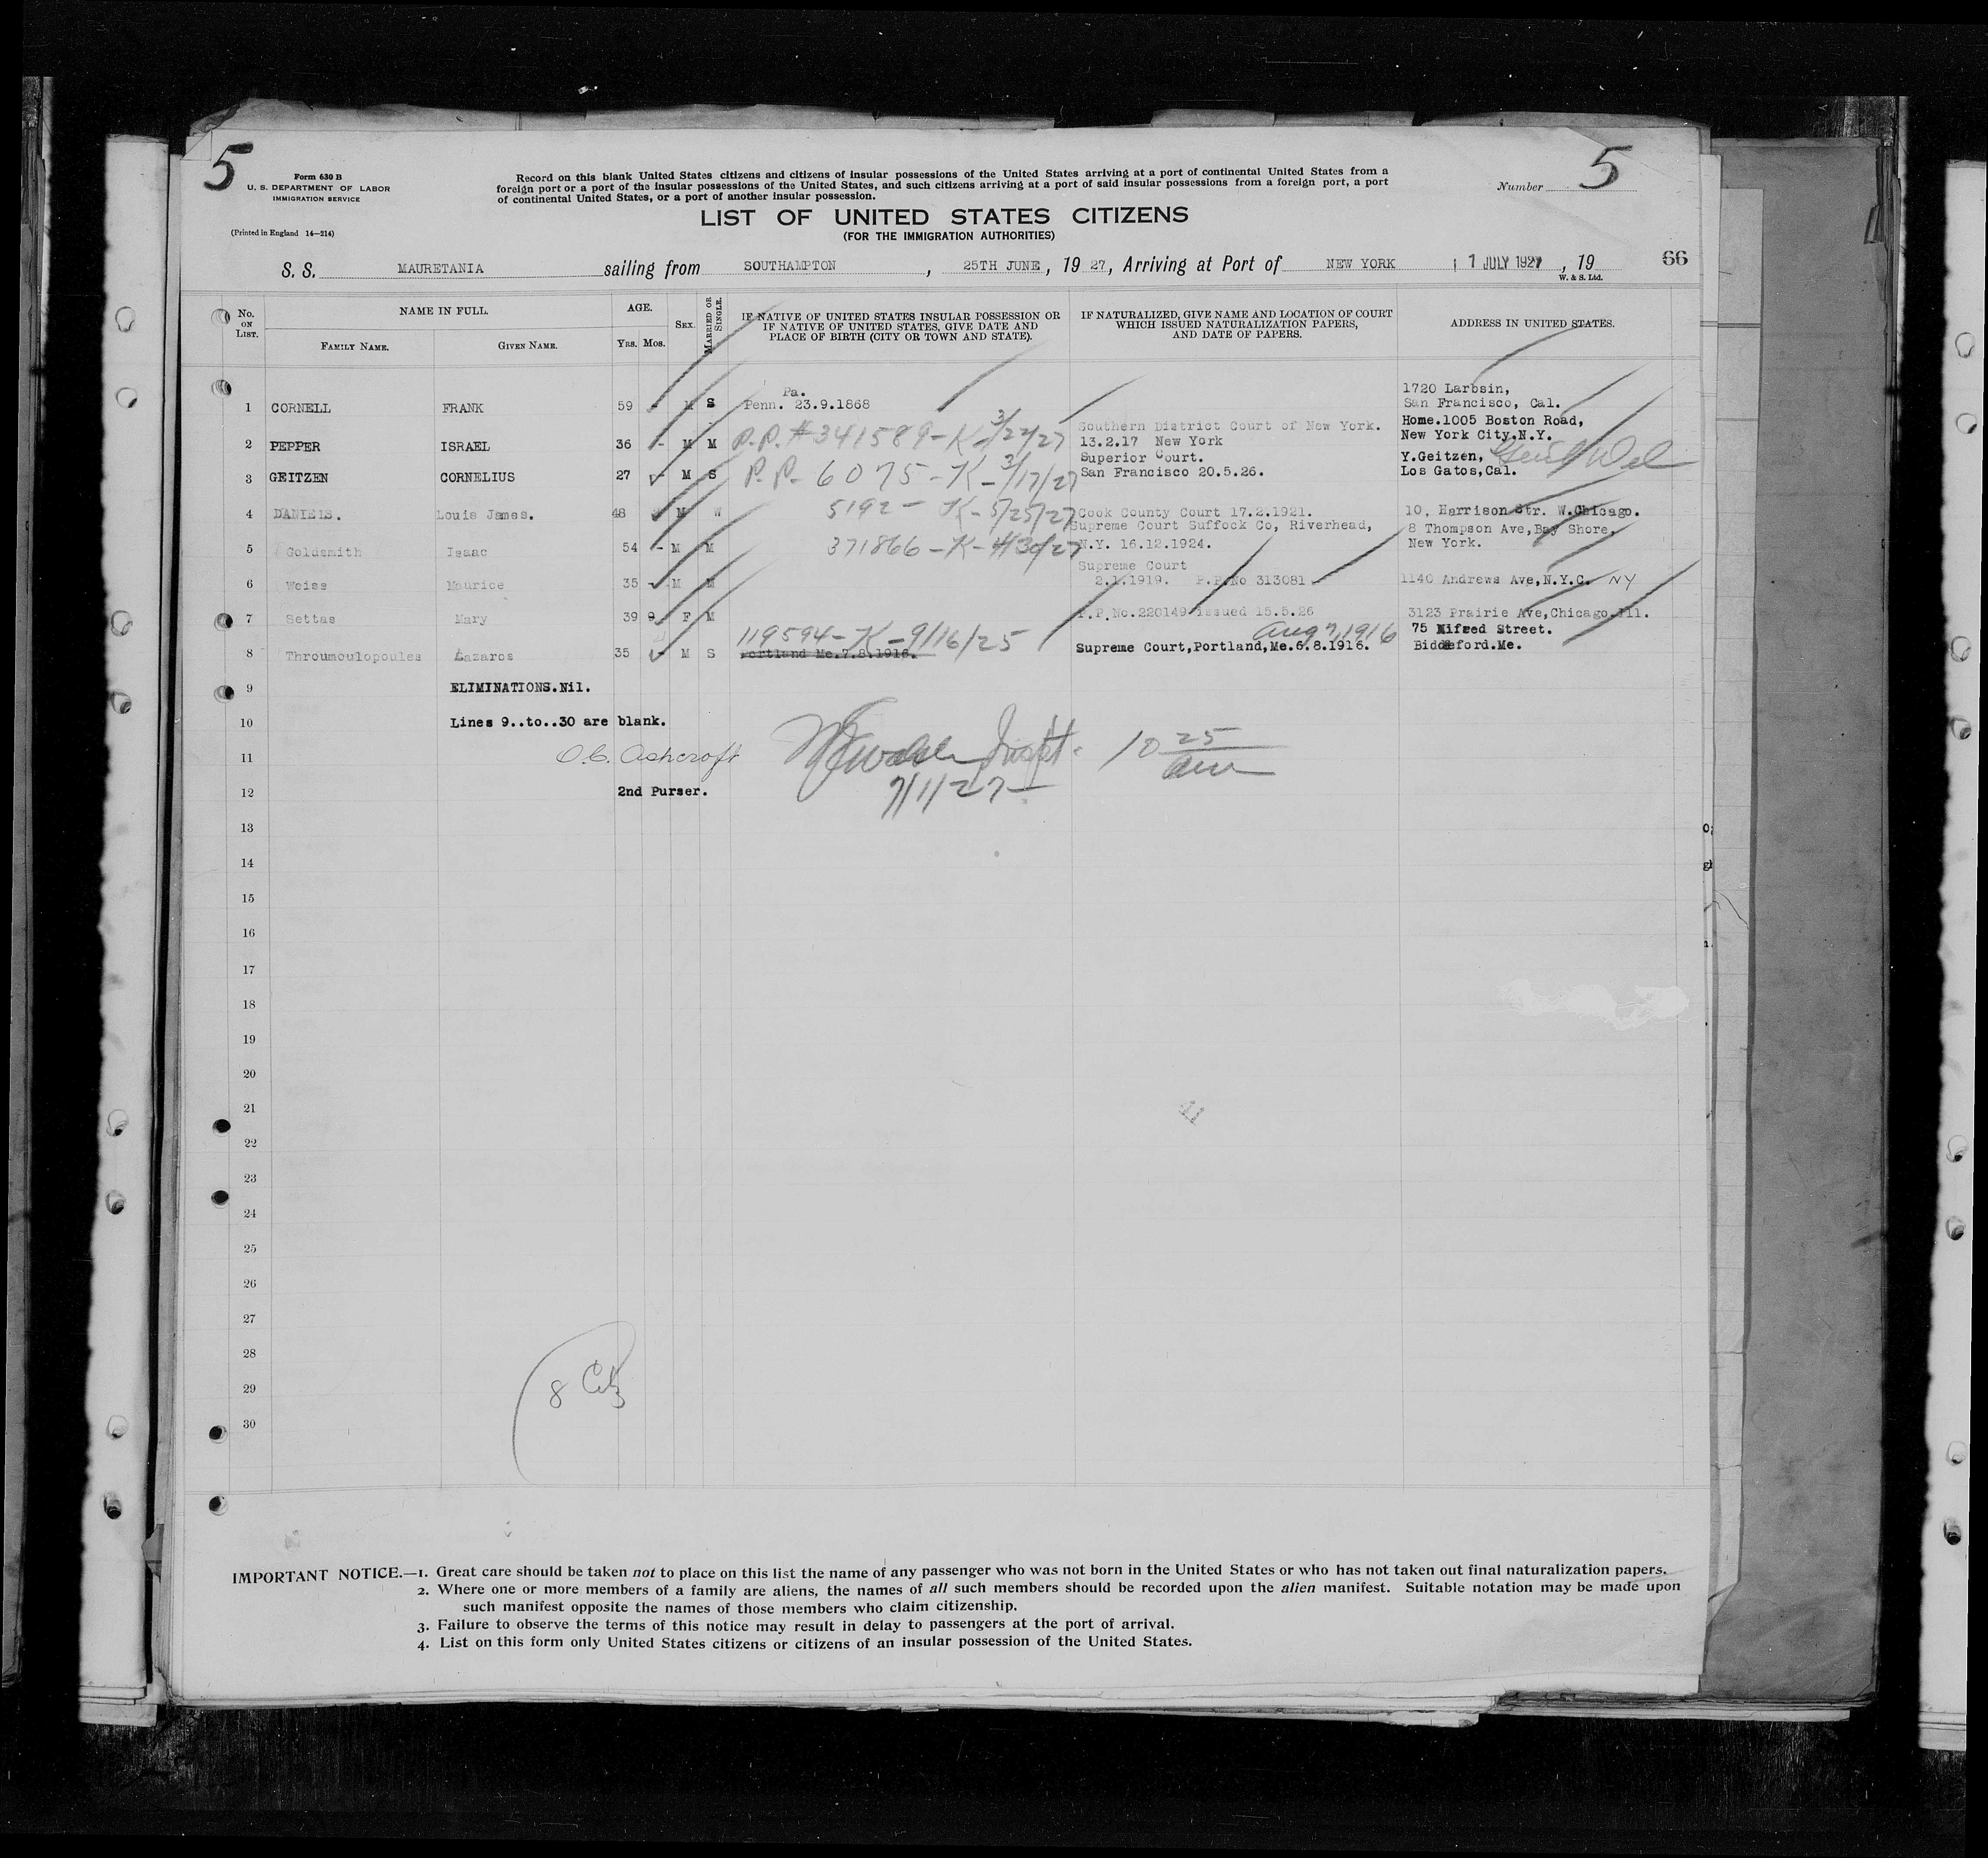 5
Form 630 B
U. S. DEPARTMENT OF LABOR
IMMIGRATION SERVICE
(Printed in England 14—214)
Record on this blank United States citizens and citizens of insular possessions of the United States arriving at a port of continental United States from a
foreign port or a port of the insular possessions of the United States, and such citizens arriving at a port of said insular possessions from a foreign port, a port
of continental United States, or a port of another insular possession.
LIST OF UNITED STATES CITIZENS
(FOR THE IMMIGRATION AUTHORITIES)
Number 5
S. S. MAURETANIA sailing from SOUTHAMPTON, 25TH JUNE, 19 27, Arriving at Port of NEW YORK 1 JULY 1927, 19
W. & S. Ltd.
66
No. ON LIST.
NAME IN FULL.
FAMILY NAME.
GIVEN NAME.
AGE.
YRS. MOS.
SEX.
MARRIED OR SINGLE.
IF NATIVE OF UNITED STATES INSULAR POSSESSION OR
IF NATIVE OF UNITED STATES, GIVE DATE AND
PLACE OF BIRTH (CITY OR TOWN AND STATE).
IF NATURALIZED, GIVE NAME AND LOCATION OF COURT
WHICH ISSUED NATURALIZATION PAPERS,
AND DATE OF PAPERS.
ADDRESS IN UNITED STATES.
Pa.
1720 Larbsin,
1 CORNELL FRANK 59 - M S Penn. 23.9.1868 San Francisco, Cal.
Southern District Court of New York. Home.1005 Boston Road,
2 PEPPER ISRAEL 36 - M M P.P. #341589-K-3/22/27 13.2.17 New York New York City.N.Y.
Superior Court. Y.Geitzen,
3 GEITZEN CORNELIUS 27 - M S P.P. 6075-K-3/17/27 San Francisco 20.5.26. Los Gatos,Cal.
4 DANIELS. Louis James. 48 M W 5192-K-5/25/27 Cook County Court 17.2.1921. 10, Harrison Str. W.Chicago.
Supreme Court Suffock Co, Riverhead, 8 Thompson Ave,Bay Shore,
5 Goldsmith Isaac 54 - M M 371866-K-4/30/27 N.Y. 16.12.1924. New York.
Supreme Court
6 Weiss Maurice 35 - M M 2.1.1919. P.P.No 313081 1140 Andrews Ave,N.Y.C. NY
7 Settas Mary 39 9 F M P.P.No.220149 issued 15.5.26 3123 Prairie Ave,Chicago.Ill.
119594-K-9/16/25 Aug 7, 1916 75 Street.
8 Throumoulopoules Lazaros 35 - M S Portland Me.7.8.1916. Supreme Court,Portland,Me.6.8.1916. Biddeford.Me.
9 ELIMINATIONS.Nil.
10 Lines 9..to..30 are blank.
11 O.C. Ashcroft Inspt. 10 25 am
12 2nd Purser. 7/1/27
13
14
15
16
17
18
19
20
21
22
23
24
25
26
27
28
29
30
8 Citz
IMPORTANT NOTICE.—1. Great care should be taken not to place on this list the name of any passenger who was not born in the United States or who has not taken out final naturalization papers.
2. Where one or more members of a family are aliens, the names of all such members should be recorded upon the alien manifest. Suitable notation may be made upon
such manifest opposite the names of those members who claim citizenship.
3. Failure to observe the terms of this notice may result in delay to passengers at the port of arrival.
4. List on this form only United States citizens or citizens of an insular possession of the United States.